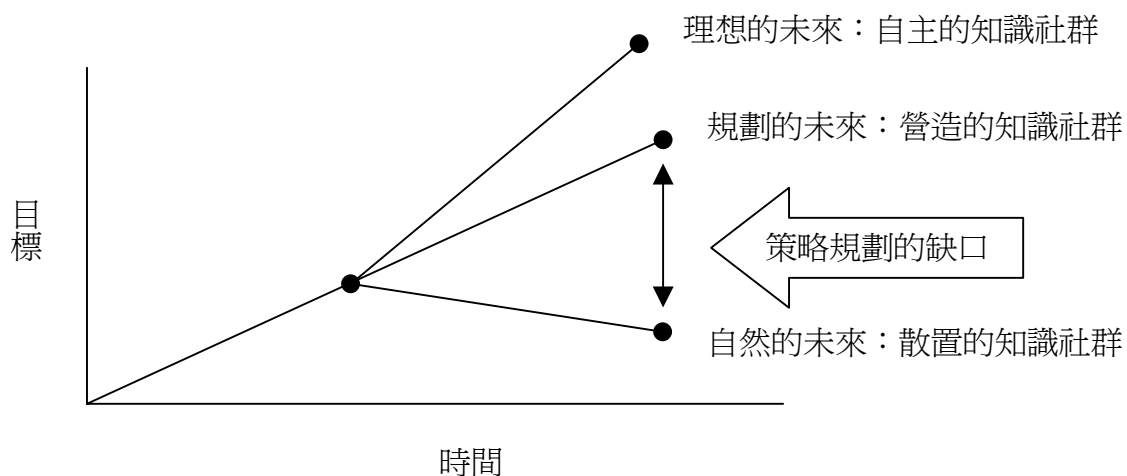 理想的未來：自主的知識社群
規劃的未來：營造的知識社群
目標
策略規劃的缺口
自然的未來：散置的知識社群
時間